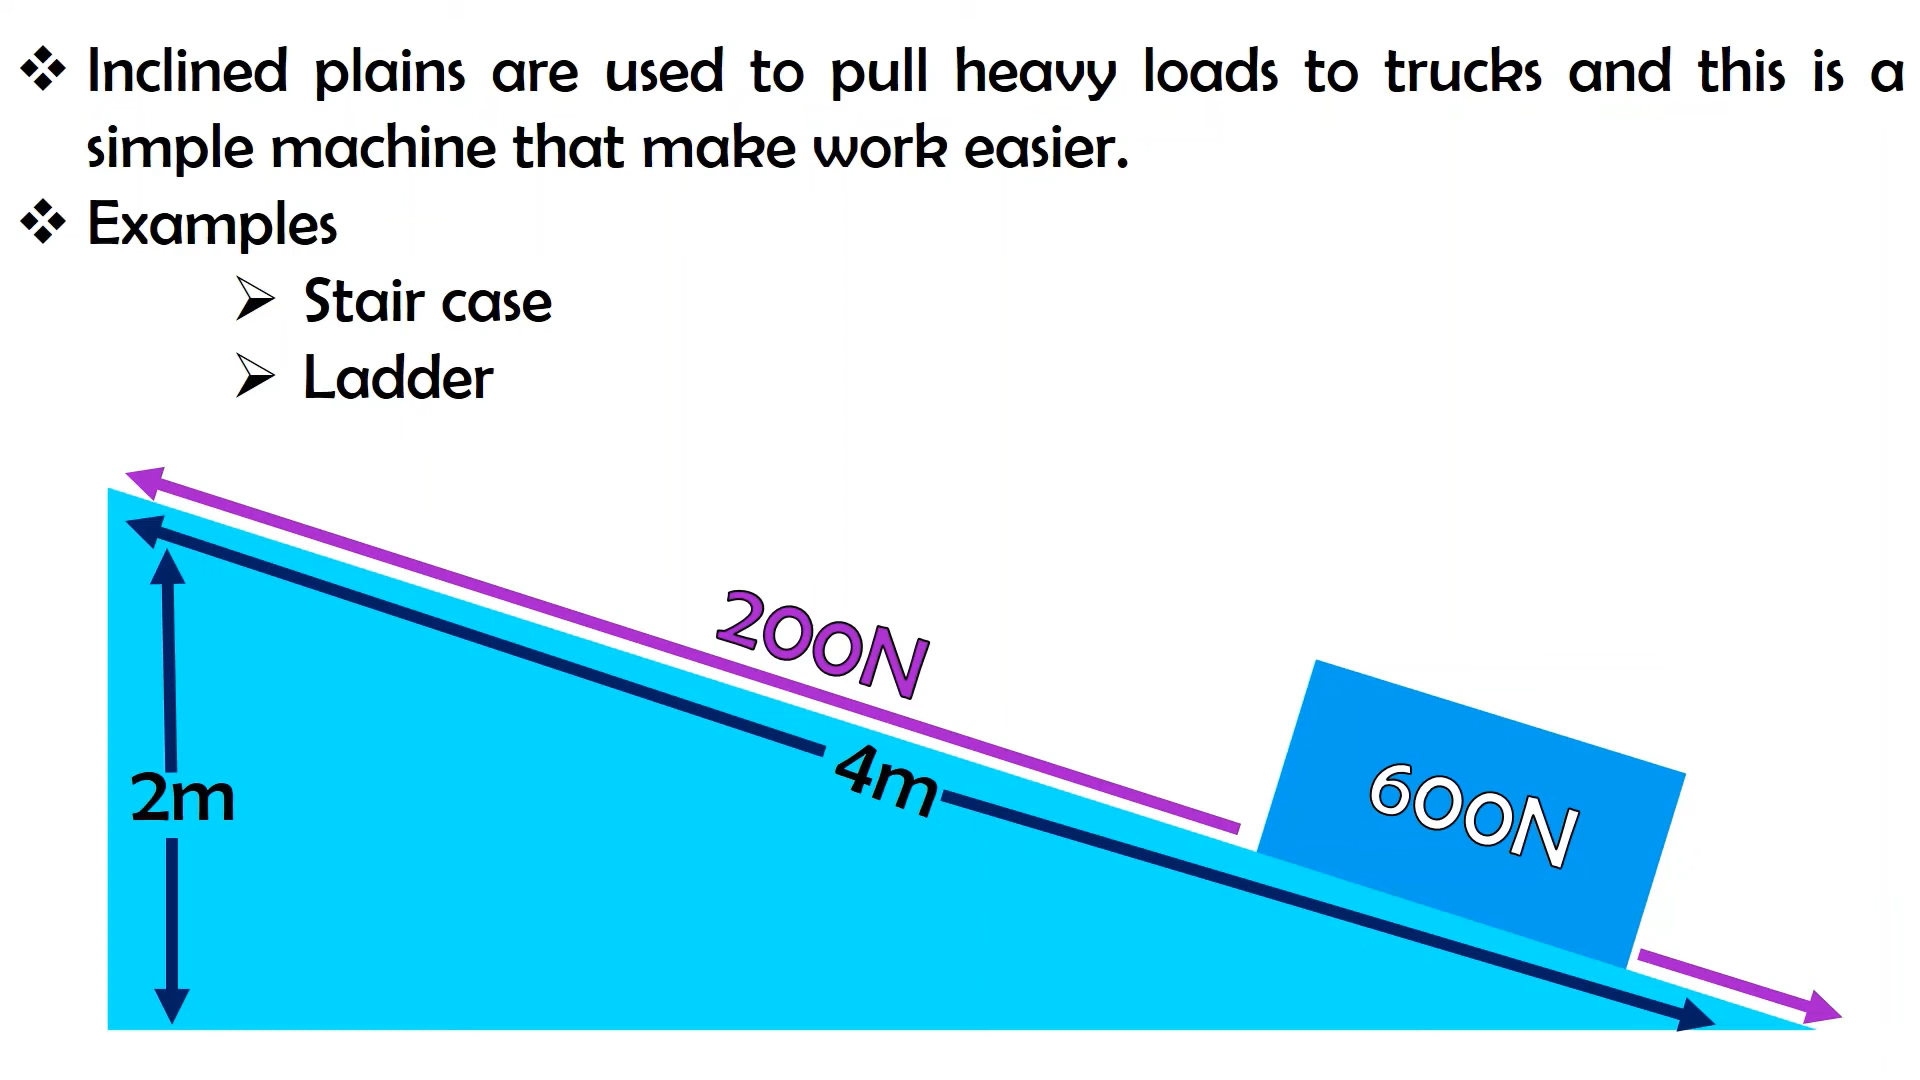 Inclined plains are used to pull heavy loads to trucks and this is a
simple machine that make work easier.
Examples
Stair case
Ladder
200N
4m
2m
600N